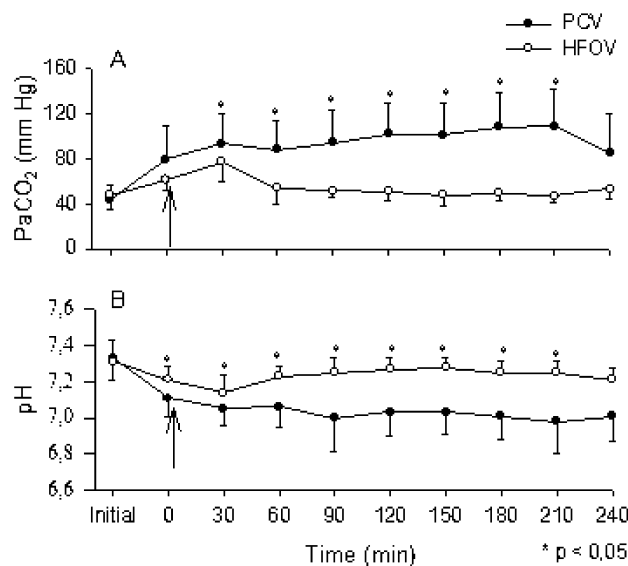 PCV
HFOV
A
PaCO₂ (mm Hg)
160
120
80
40
0
* * * * * * *
B
pH
7,6
7,4
7,2
7,0
6,8
6,6
* * * * * * * *
Initial 0 30 60 90 120 150 180 210 240
Time (min)
* p < 0,05